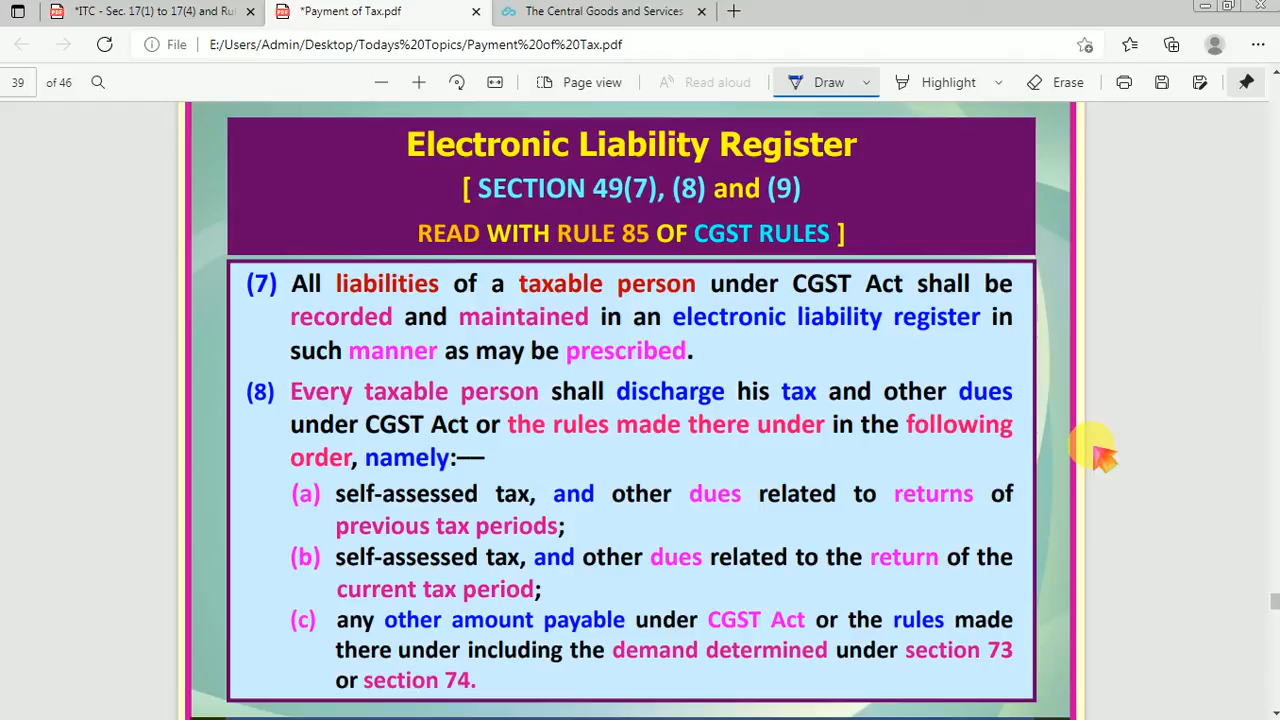 *ITC - Sec. 17(1) to 17(4) and Ru
*Payment of Tax.pdf
The Central Goods and Services
File
E:/Users/Admin/Desktop/Todays%20Topics/Payment%20of%20Tax.pdf
39 of 46
Page view
Read aloud
Draw
Highlight
Erase
Electronic Liability Register
[ SECTION 49(7), (8) and (9)
READ WITH RULE 85 OF CGST RULES ]
(7) All liabilities of a taxable person under CGST Act shall be
recorded and maintained in an electronic liability register in
such manner as may be prescribed.
(8) Every taxable person shall discharge his tax and other dues
under CGST Act or the rules made there under in the following
order, namely:—
(a) self-assessed tax, and other dues related to returns of
previous tax periods;
(b) self-assessed tax, and other dues related to the return of the
current tax period;
(c) any other amount payable under CGST Act or the rules made
there under including the demand determined under section 73
or section 74.